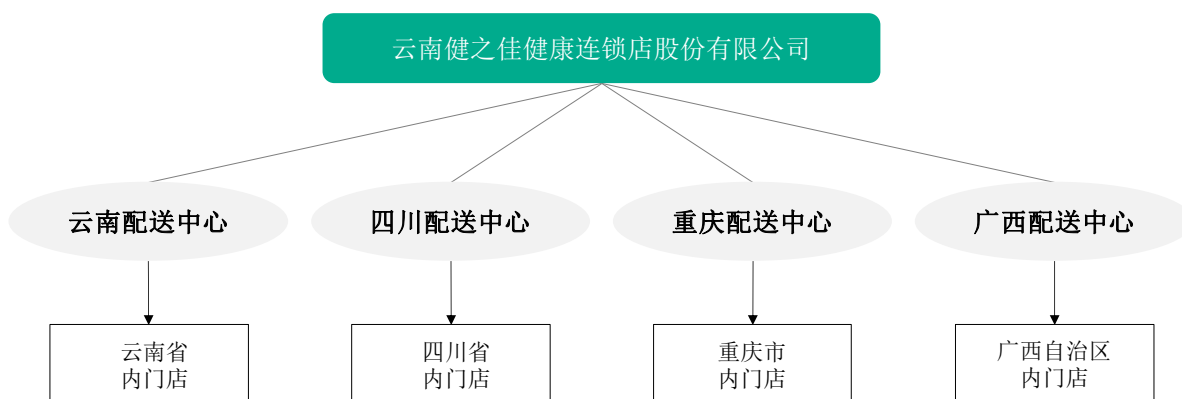 云南健之佳健康连锁店股份有限公司
云南配送中心
四川配送中心
重庆配送中心
广西配送中心
云南省
内门店
四川省
内门店
重庆市
内门店
广西自治区
内门店